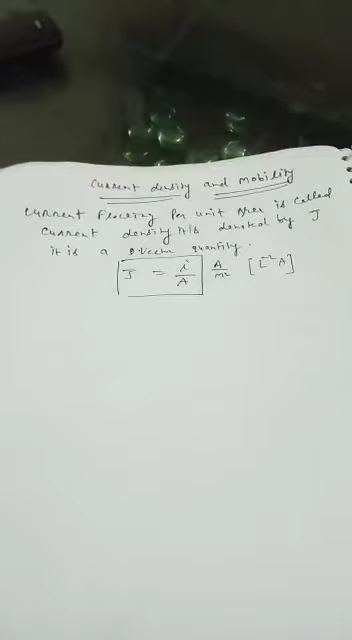 Current density and mobility
Current Flowing Per unit Area is called
current density it is denoted by J
it is a vector quantity.
J = i/A A/m² [L⁻²A]